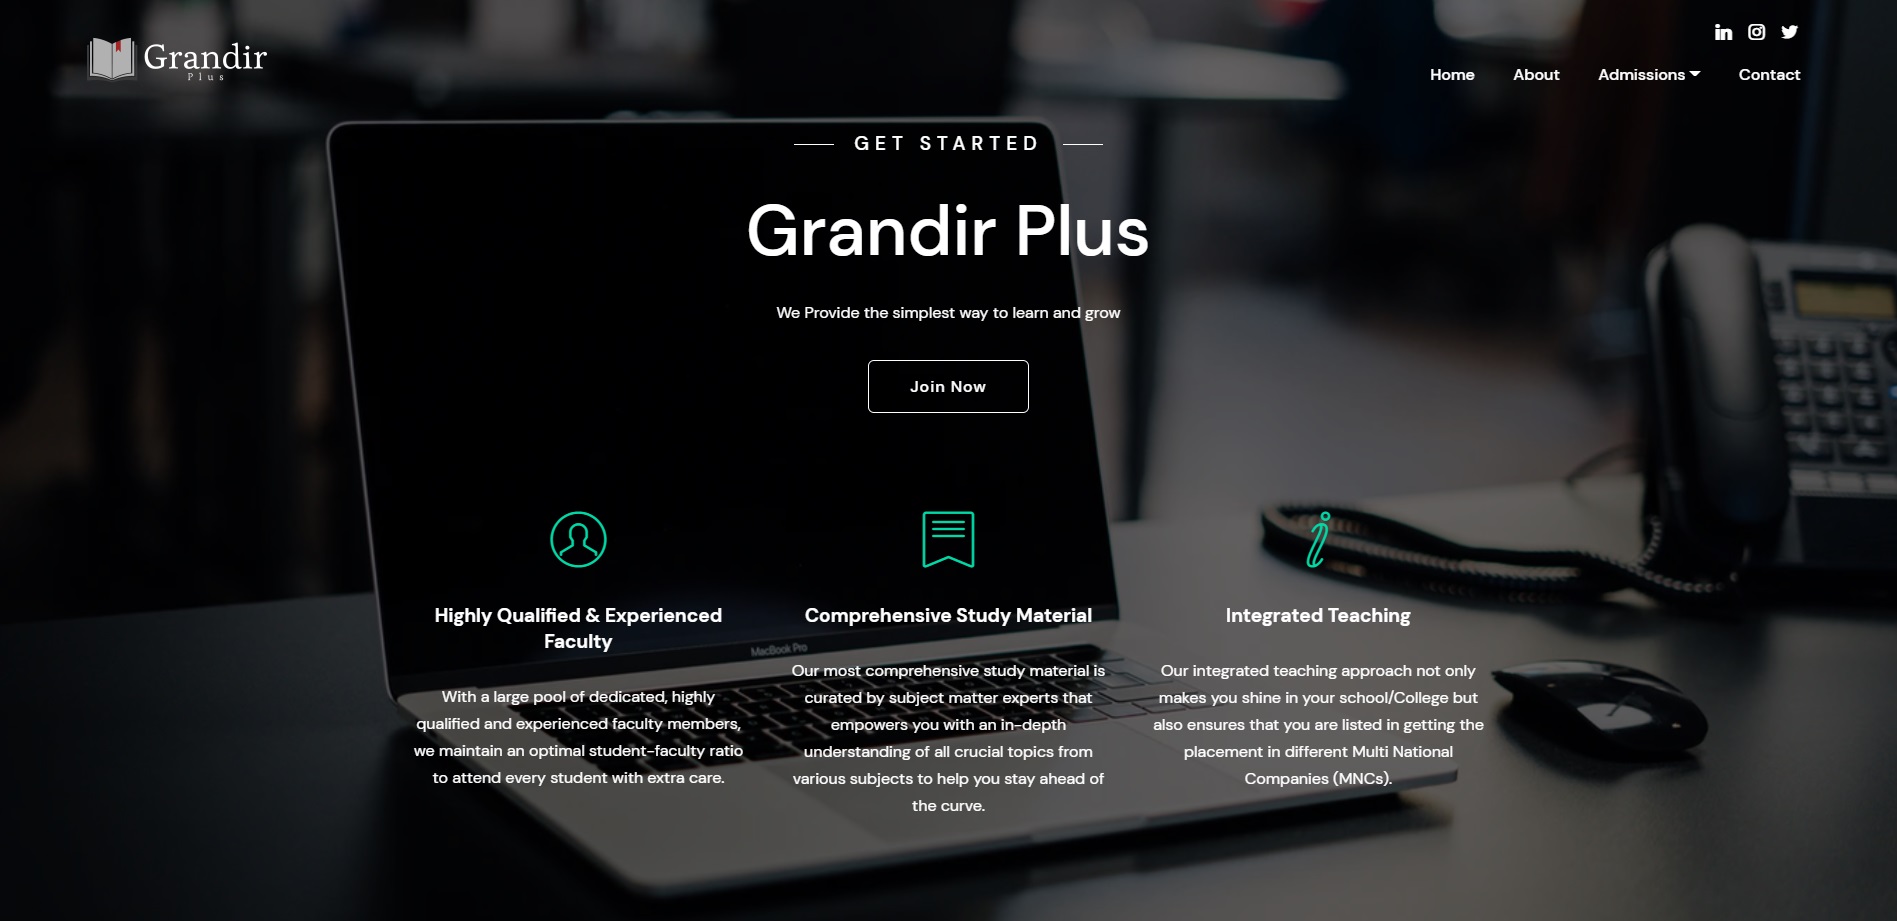 Grandir
Plus
Home About Admissions Contact
GET STARTED
Grandir Plus
We Provide the simplest way to learn and grow
Join Now
Highly Qualified & Experienced
Faculty
With a large pool of dedicated, highly
qualified and experienced faculty members,
we maintain an optimal student-faculty ratio
to attend every student with extra care.
Comprehensive Study Material
Our most comprehensive study material is
curated by subject matter experts that
empowers you with an in-depth
understanding of all crucial topics from
various subjects to help you stay ahead of
the curve.
Integrated Teaching
Our integrated teaching approach not only
makes you shine in your school/College but
also ensures that you are listed in getting the
placement in different Multi National
Companies (MNCs).
MacBook Pro